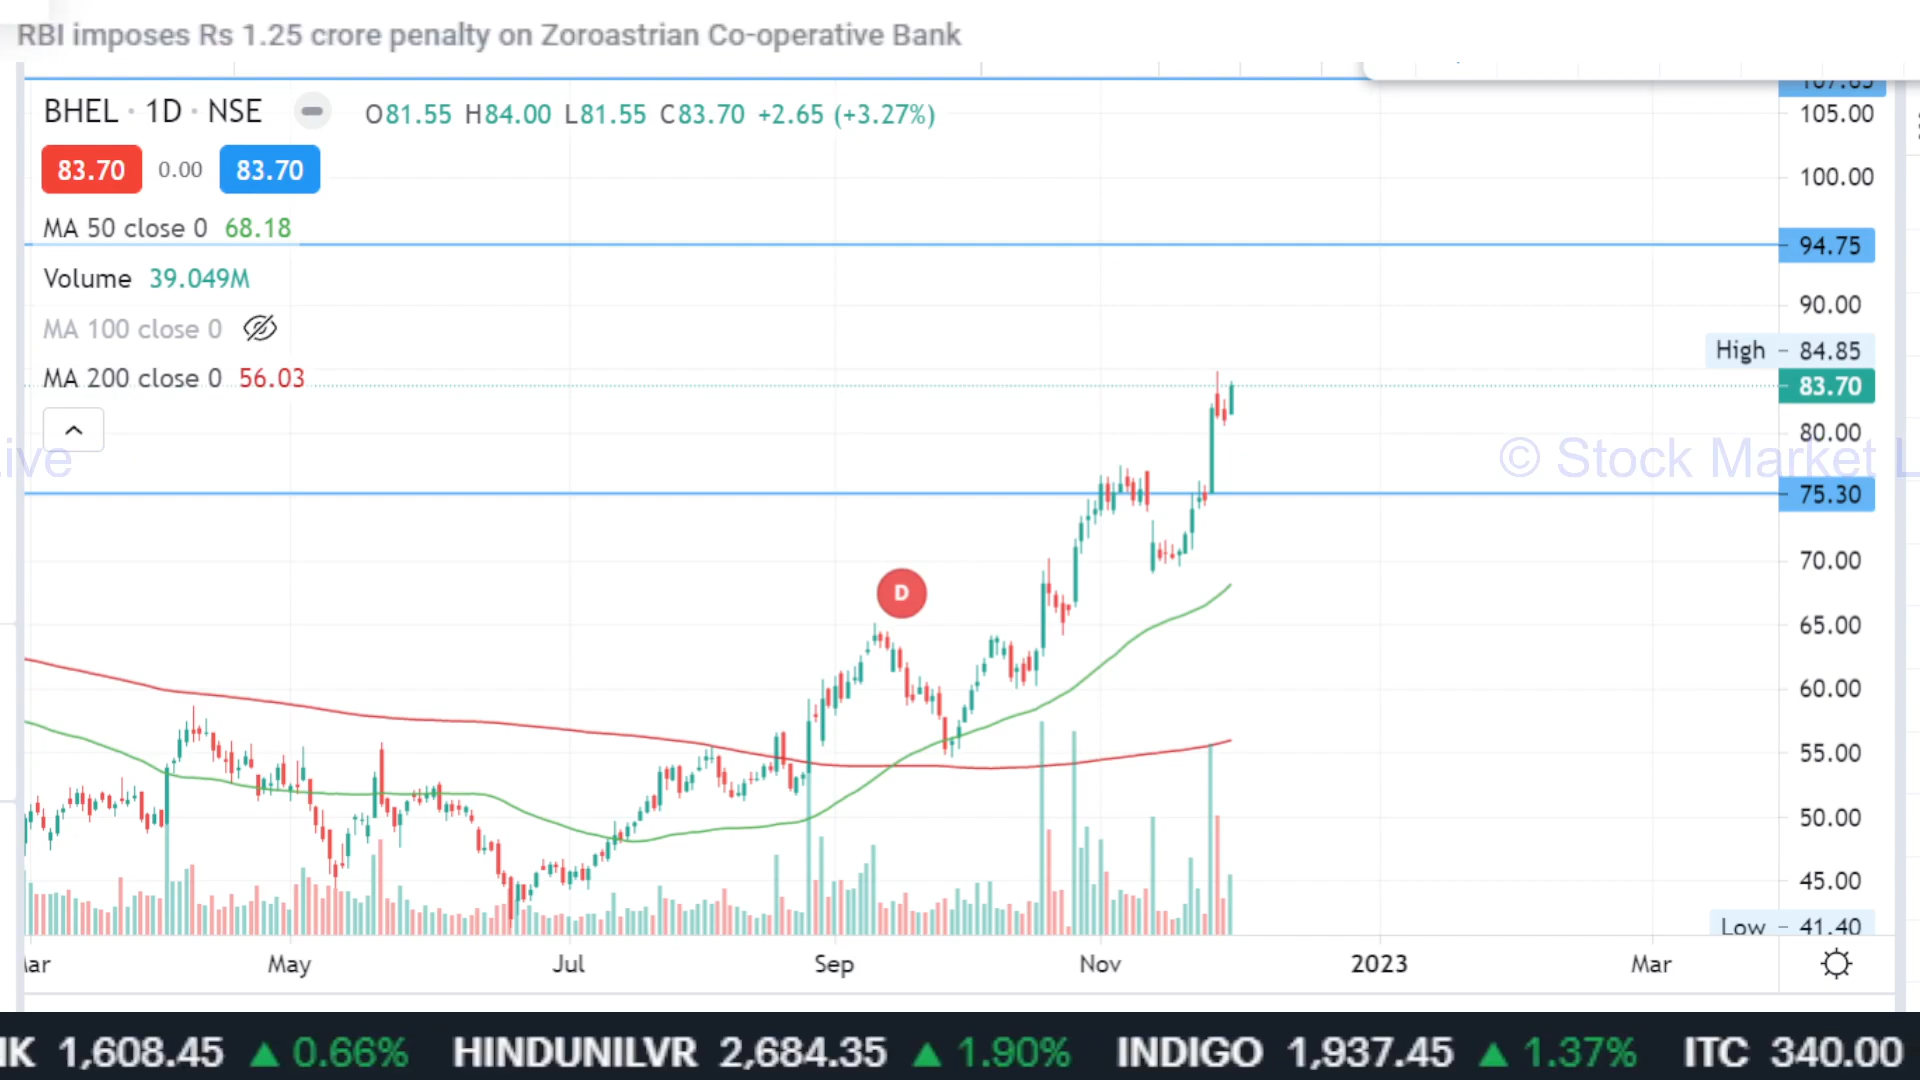 RBI imposes Rs 1.25 crore penalty on Zoroastrian Co-operative Bank
107.65
BHEL · 1D · NSE O81.55 H84.00 L81.55 C83.70 +2.65 (+3.27%)
105.00
83.70 0.00 83.70
100.00
MA 50 close 0 68.18
94.75
Volume 39.049M
90.00
MA 100 close 0
High 84.85
MA 200 close 0 56.03
83.70
80.00
ive
© Stock Market L
75.30
70.00
D
65.00
60.00
55.00
50.00
45.00
Low 41.40
ar May Jul Sep Nov 2023 Mar
IK 1,608.45 ▲ 0.66% HINDUNILVR 2,684.35 ▲ 1.90% INDIGO 1,937.45 ▲ 1.37% ITC 340.00